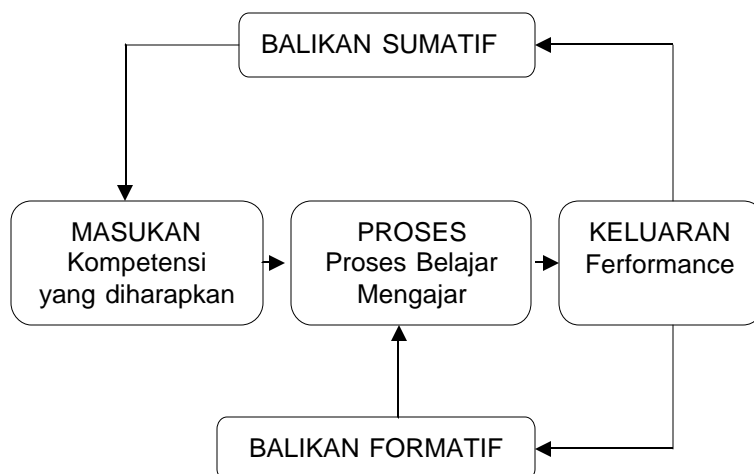 BALIKAN SUMATIF
MASUKAN
Kompetensi
yang diharapkan
PROSES
Proses Belajar
Mengajar
KELUARAN
Ferformance
BALIKAN FORMATIF